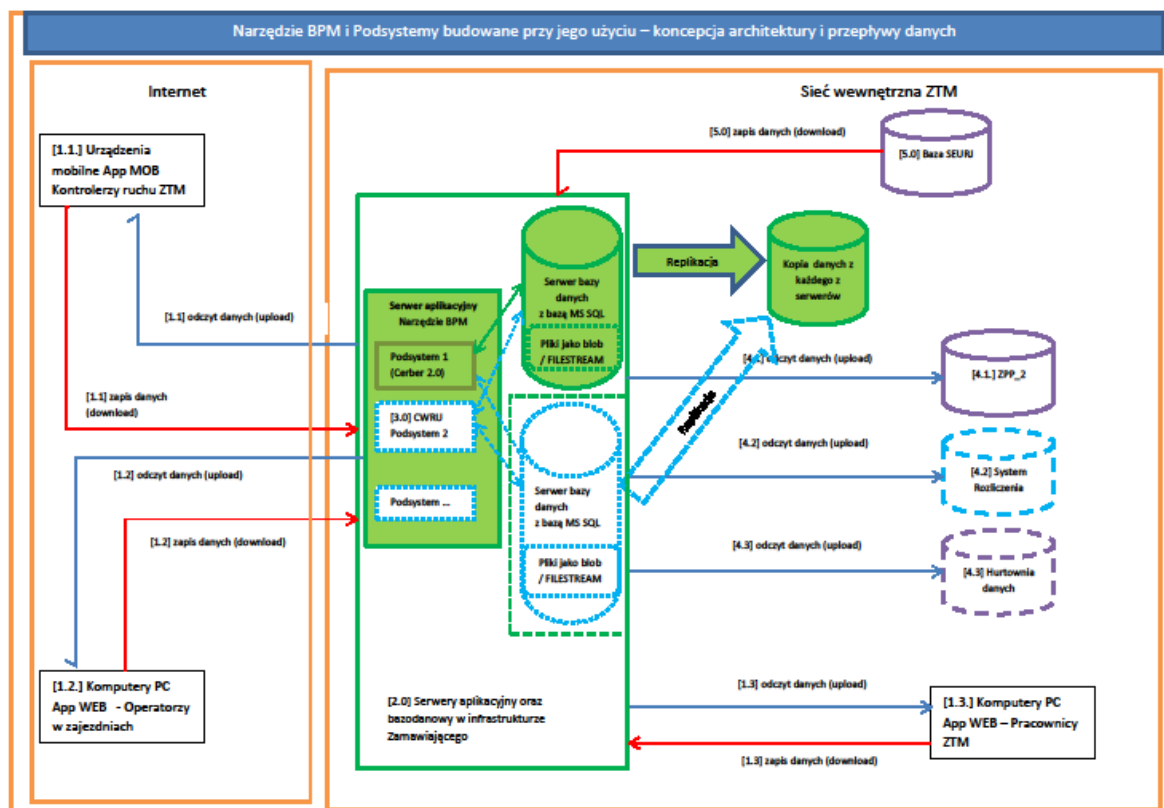 Narzędzie BPM i Podsystemy budowane przy jego użyciu – koncepcja architektury i przepływy danych
Internet
Sieć wewnętrzna ZTM
[5.0] zapis danych (download)
[5.0] Baza SEURJ
[1.1.] Urządzenia
mobilne App MOB
Kontrolerzy ruchu ZTM
Replikacja
Kopia danych z
każdego z
serwerów
Serwer bazy
danych
z bazą MS SQL
Pliki jako blob
/ FILESTREAM
Serwer aplikacyjny
Narzędzie BPM
[1.1] odczyt danych (upload)
Podsystem 1
(Cerber 2.0)
[4.1] odczyt danych (upload)
[4.1.] ZPP_2
[1.1] zapis danych
(download)
[3.0] CWRU
Podsystem 2
Replikacja
[4.2] odczyt danych (upload)
[4.2] System
Rozliczenia
[1.2] odczyt danych (upload)
Serwer bazy
danych
z bazą MS SQL
Podsystem ...
[1.2] zapis danych (download)
[4.3] odczyt danych (upload)
Pliki jako blob
/ FILESTREAM
[4.3] Hurtownia
danych
[1.2.] Komputery PC
App WEB - Operatorzy
w zajezdniach
[2.0] Serwery aplikacyjny oraz
bazodanowy w infrastrukturze
Zamawiającego
[1.3] odczyt danych (upload)
[1.3.] Komputery PC
App WEB – Pracownicy
ZTM
[1.3] zapis danych (download)